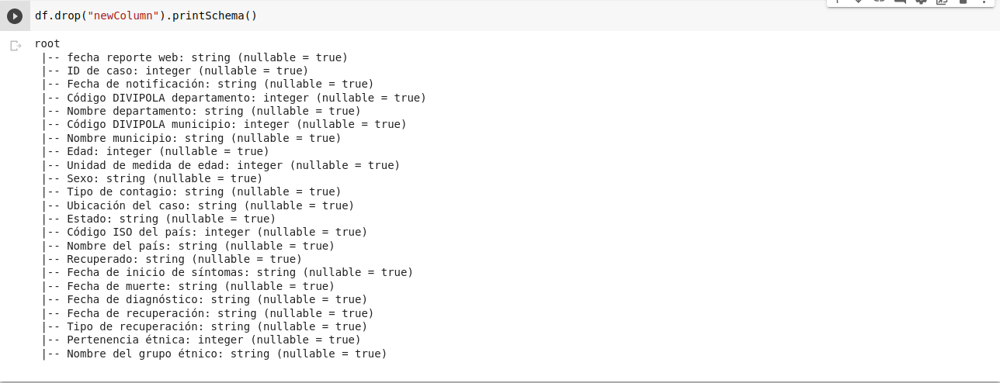 df.drop("newColumn").printSchema()
root
|-- fecha reporte web: string (nullable = true)
|-- ID de caso: integer (nullable = true)
|-- Fecha de notificación: string (nullable = true)
|-- Código DIVIPOLA departamento: integer (nullable = true)
|-- Nombre departamento: string (nullable = true)
|-- Código DIVIPOLA municipio: integer (nullable = true)
|-- Nombre municipio: string (nullable = true)
|-- Edad: integer (nullable = true)
|-- Unidad de medida de edad: integer (nullable = true)
|-- Sexo: string (nullable = true)
|-- Tipo de contagio: string (nullable = true)
|-- Ubicación del caso: string (nullable = true)
|-- Estado: string (nullable = true)
|-- Código ISO del país: integer (nullable = true)
|-- Nombre del país: string (nullable = true)
|-- Recuperado: string (nullable = true)
|-- Fecha de inicio de síntomas: string (nullable = true)
|-- Fecha de muerte: string (nullable = true)
|-- Fecha de diagnóstico: string (nullable = true)
|-- Fecha de recuperación: string (nullable = true)
|-- Tipo de recuperación: string (nullable = true)
|-- Pertenencia étnica: integer (nullable = true)
|-- Nombre del grupo étnico: string (nullable = true)